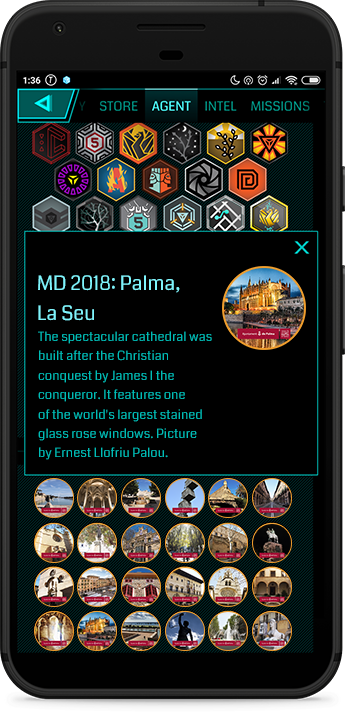 1:36
Y STORE AGENT INTEL MISSIONS
S
S
MD 2018: Palma,
La Seu
The spectacular cathedral was
built after the Christian
conquest by James I the
conqueror. It features one
of the world's largest stained
glass rose windows. Picture
by Ernest Llofriu Palou.